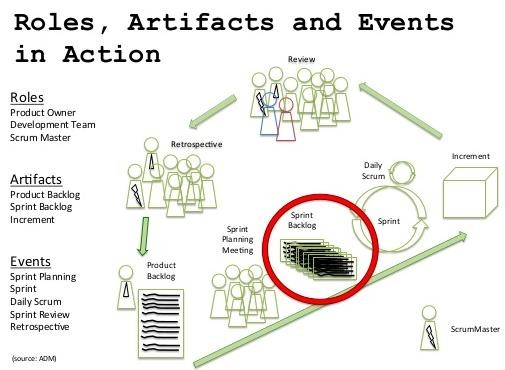 Roles, Artifacts and Events
in Action
Roles
Product Owner
Development Team
Scrum Master
Artifacts
Product Backlog
Sprint Backlog
Increment
Events
Sprint Planning
Sprint
Daily Scrum
Sprint Review
Retrospective
(source: ADM)
Review
Retrospective
Product
Backlog
Sprint
Planning
Meeting
Sprint
Backlog
Daily
Scrum
Sprint
Increment
ScrumMaster